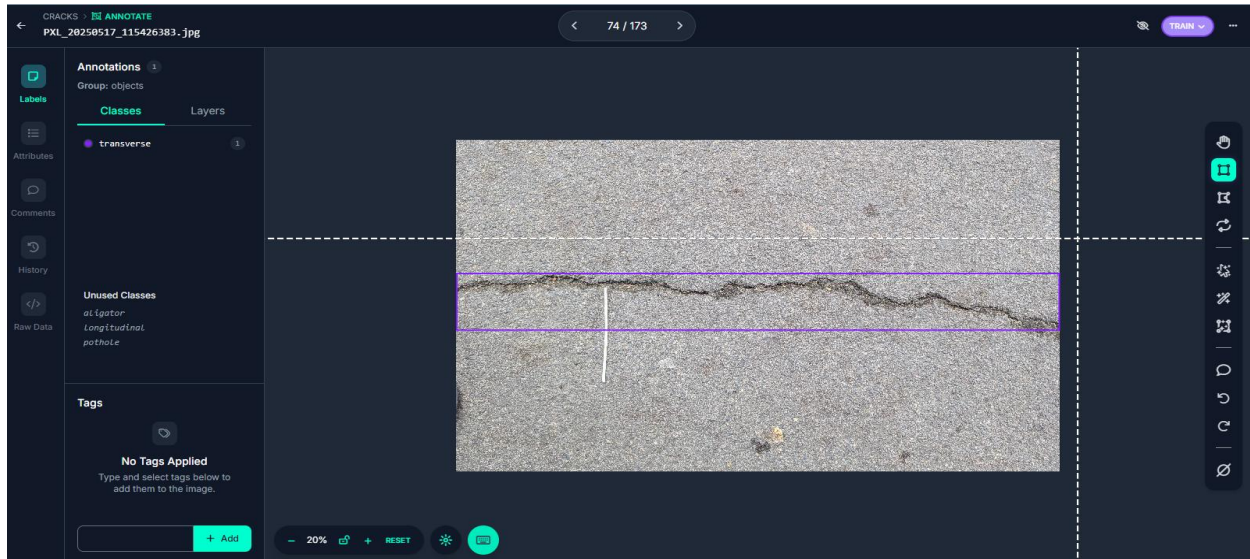 CRACKS > ANNOTATE
PXL_20250517_115426383.jpg
74 / 173
TRAIN
Labels
Attributes
Comments
History
Raw Data
Annotations 1
Group: objects
Classes Layers
transverse 1
Unused Classes
aligator
longitudinal
pothole
Tags
No Tags Applied
Type and select tags below to
add them to the image.
+ Add
− 20% + RESET